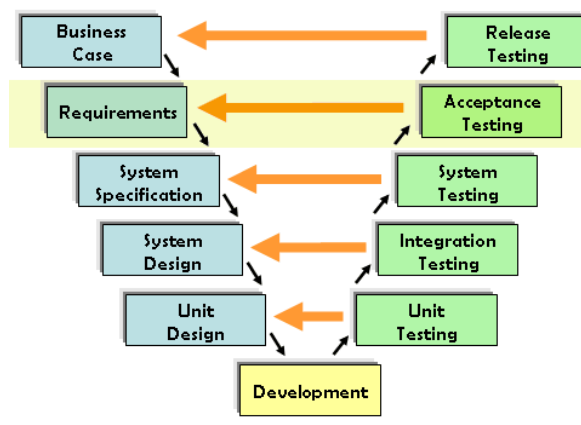 Business
Case
Release
Testing
Requirements
Acceptance
Testing
System
Specification
System
Testing
System
Design
Integration
Testing
Unit
Design
Unit
Testing
Development